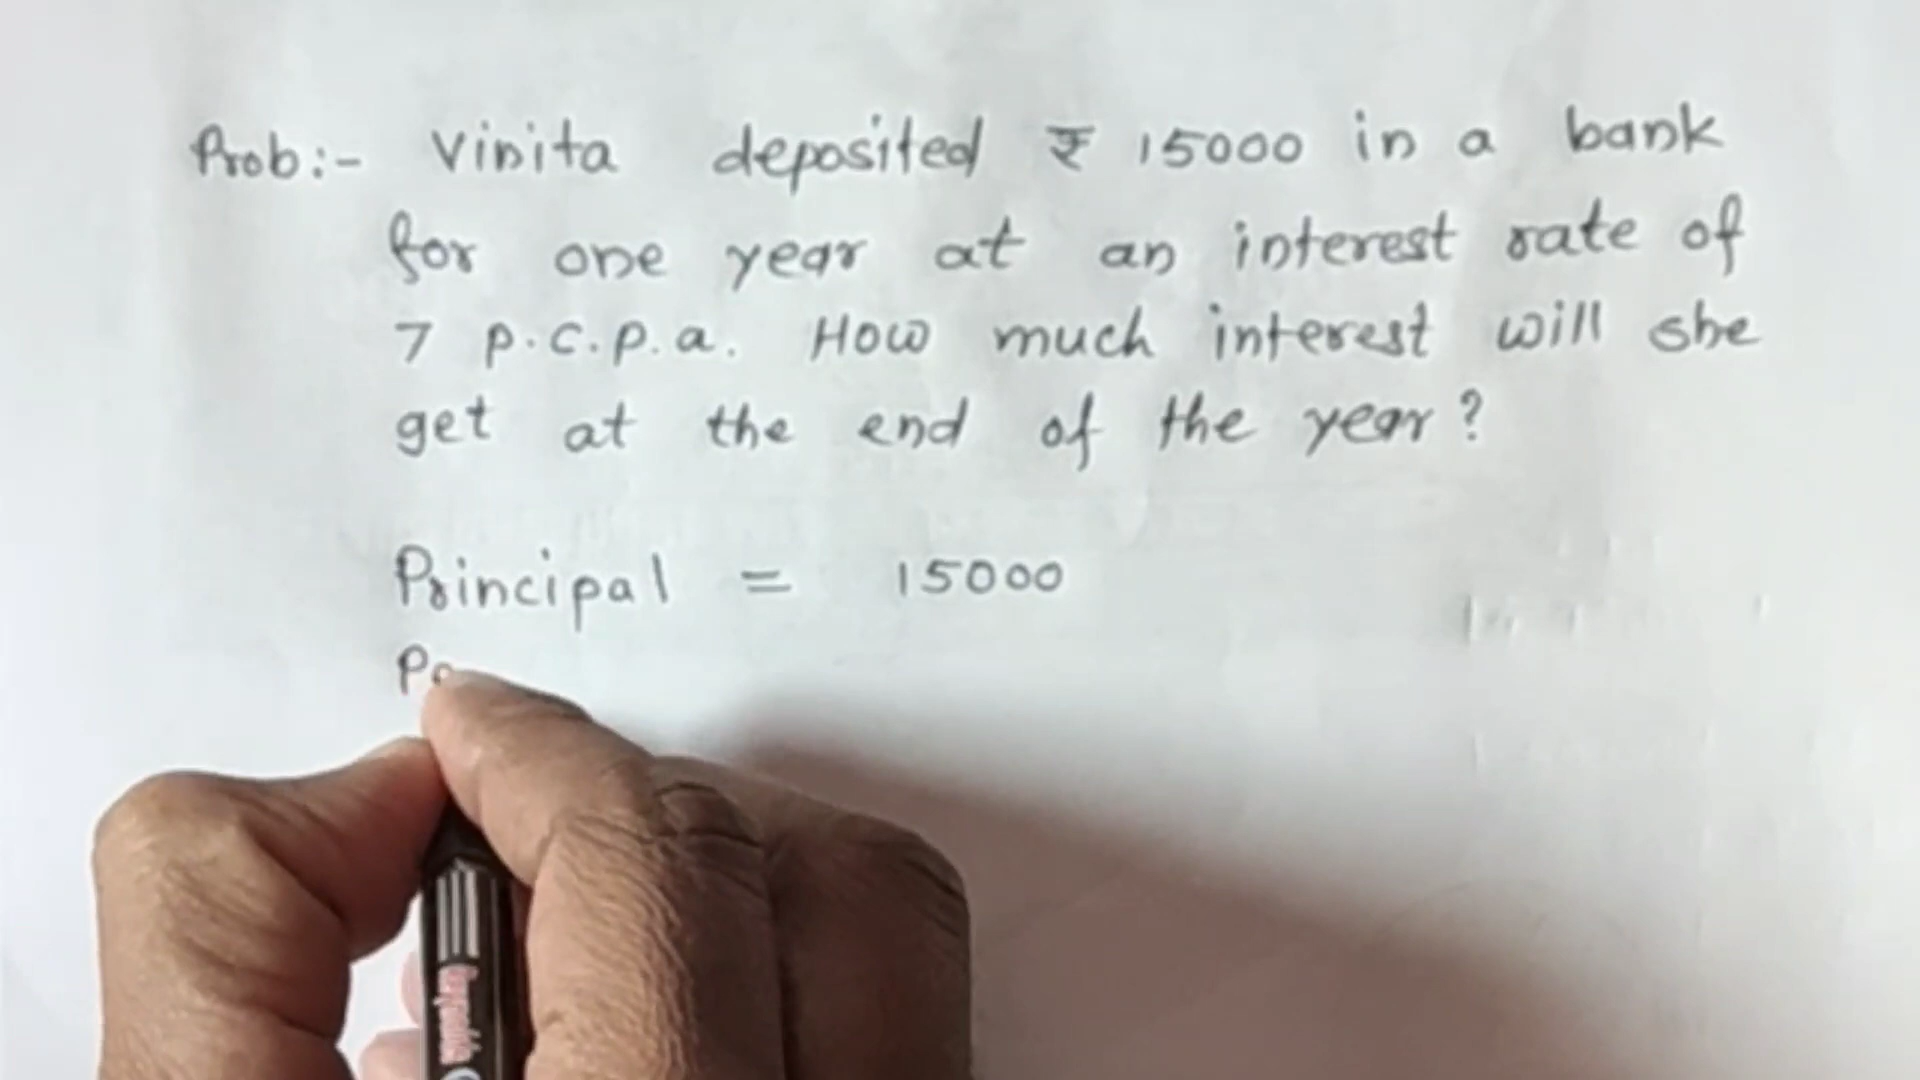 Prob:- Vinita deposited ₹ 15000 in a bank
for one year at an interest rate of
7 p.c.p.a. How much interest will she
get at the end of the year?
Principal = 15000